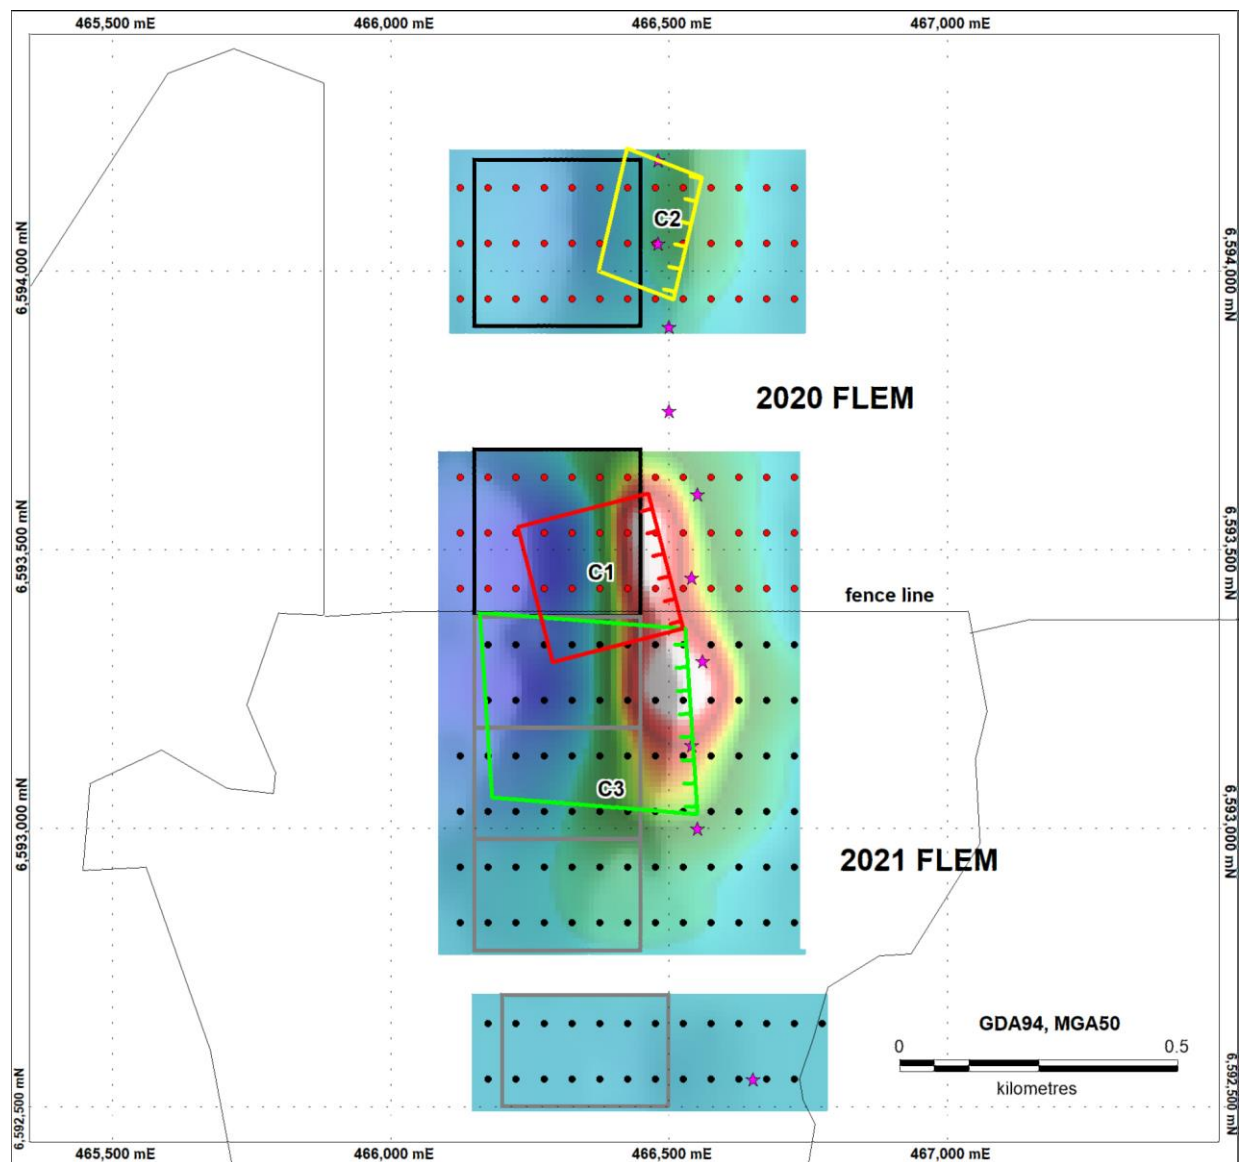 465,500 mE 466,000 mE 466,500 mE 467,000 mE
C2
6,594,000 mN 6,594,000 mN
2020 FLEM
6,593,500 mN 6,593,500 mN
C1
fence line
C3
6,593,000 mN 6,593,000 mN
2021 FLEM
GDA94, MGA50
0 0.5
kilometres
6,592,500 mN 6,592,500 mN
465,500 mE 466,000 mE 466,500 mE 467,000 mE